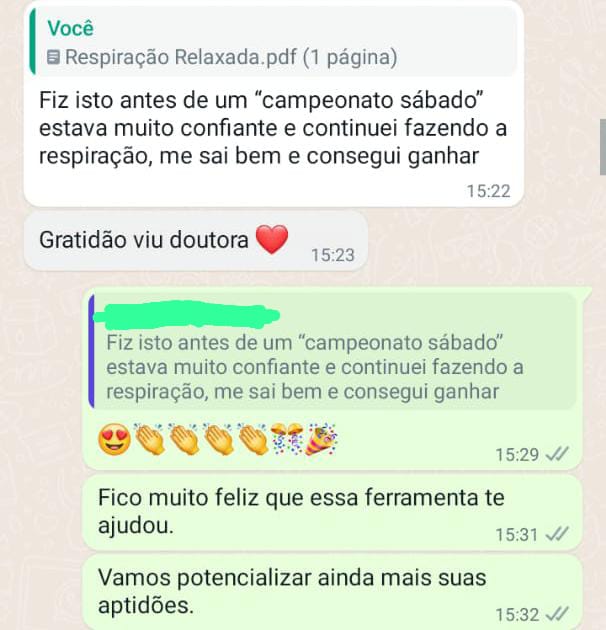 Você
Respiração Relaxada.pdf (1 página)
Fiz isto antes de um “campeonato sábado”
estava muito confiante e continuei fazendo a
respiração, me sai bem e consegui ganhar
15:22
Gratidão viu doutora ❤️
15:23
Fiz isto antes de um “campeonato sábado”
estava muito confiante e continuei fazendo a
respiração, me sai bem e consegui ganhar
😍👏👏👏👏🎊🎉
15:29
Fico muito feliz que essa ferramenta te
ajudou.
15:31
Vamos potencializar ainda mais suas
aptidões.
15:32